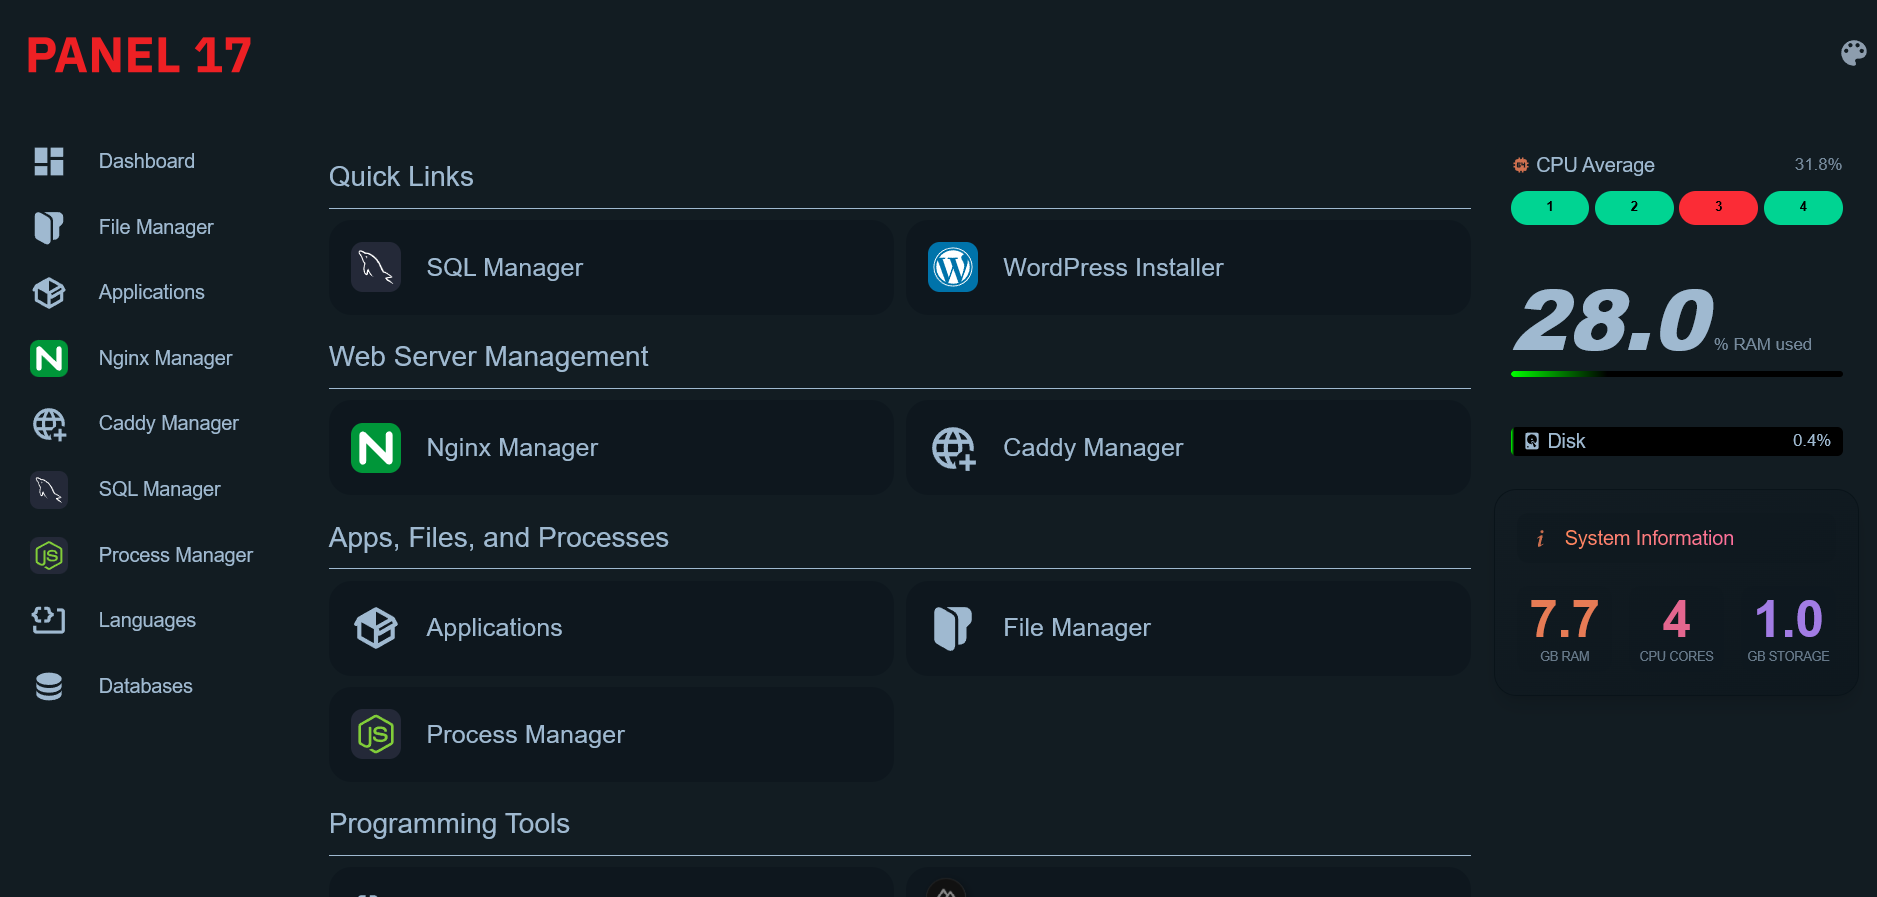 PANEL 17
Dashboard
File Manager
Applications
Nginx Manager
Caddy Manager
SQL Manager
Process Manager
Languages
Databases
Quick Links
SQL Manager
WordPress Installer
Web Server Management
Nginx Manager
Caddy Manager
Apps, Files, and Processes
Applications
File Manager
Process Manager
Programming Tools
CPU Average 31.8%
1 2 3 4
28.0 % RAM used
Disk 0.4%
System Information
7.7 4 1.0
GB RAM CPU CORES GB STORAGE